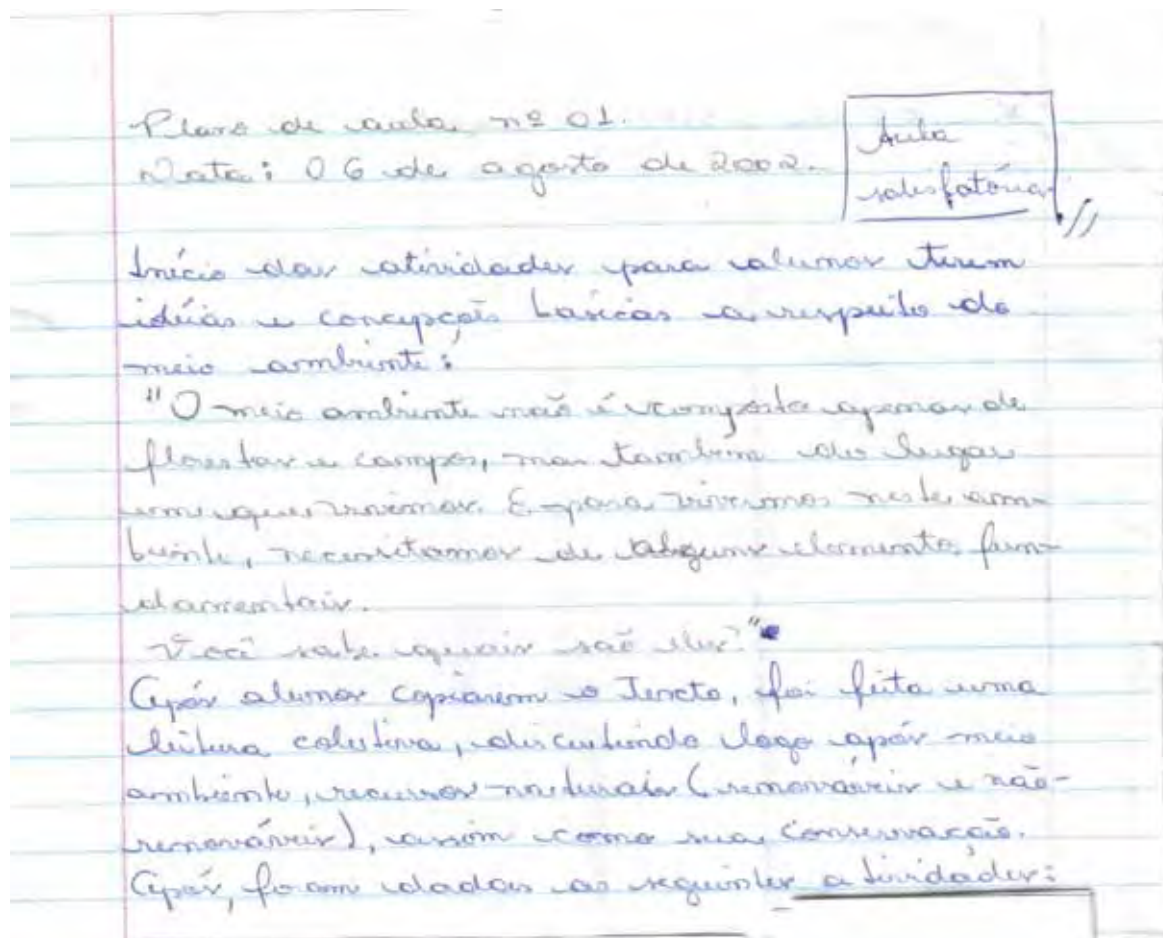 Plano de aula nº 01.
Data: 06 de agosto de 2002.
Aula
satisfatória
Início das atividades para alunos terem
idéias e concepções básicas a respeito do
meio ambiente:
"O meio ambiente não é composto apenas de
florestas e campos, mas também do lugar
em que vivemos. E para vivermos neste am-
biente, necessitamos de alguns elementos fun-
damentais.
Você sabe quais são eles?"
Após alunos copiarem o texto, foi feita uma
leitura coletiva, discutindo logo após meio
ambiente, recursos naturais (renováveis e não-
renováveis), assim como sua conservação.
Após, foram dadas as seguintes atividades: